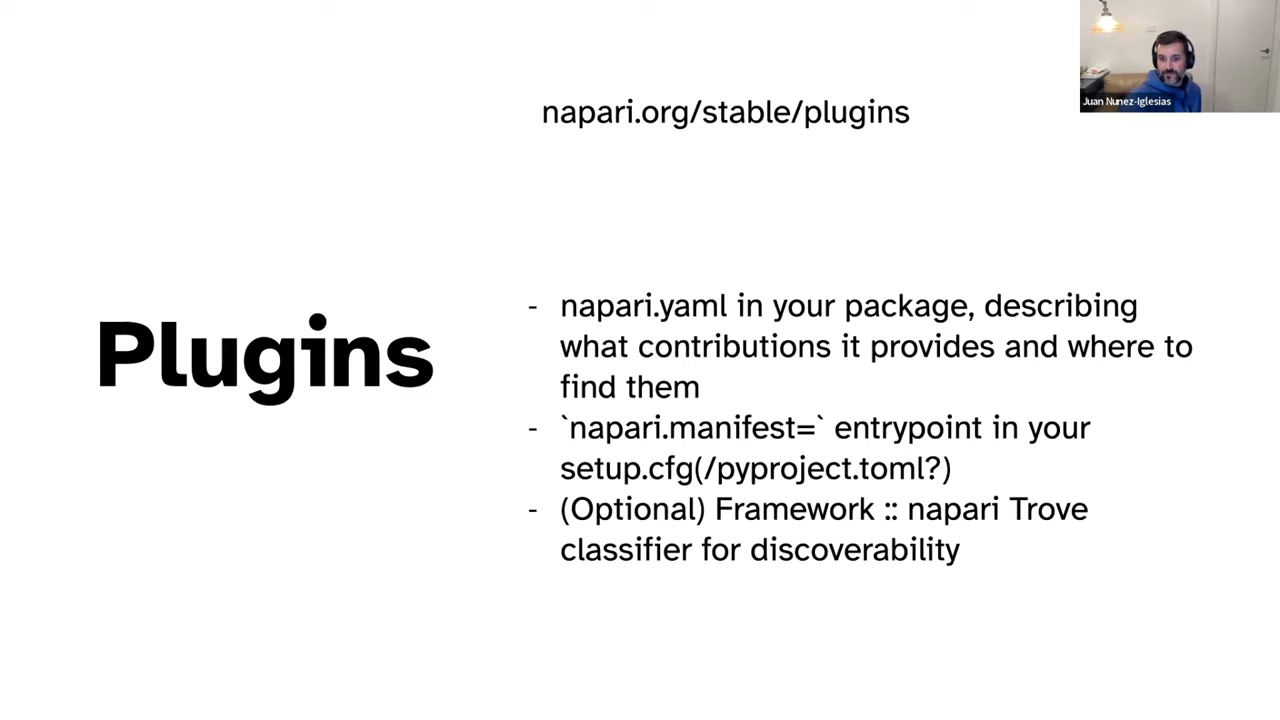 napari.org/stable/plugins
Juan Nunez-Iglesias
Plugins
- napari.yaml in your package, describing
what contributions it provides and where to
find them
- `napari.manifest=` entrypoint in your
setup.cfg(/pyproject.toml?)
- (Optional) Framework :: napari Trove
classifier for discoverability